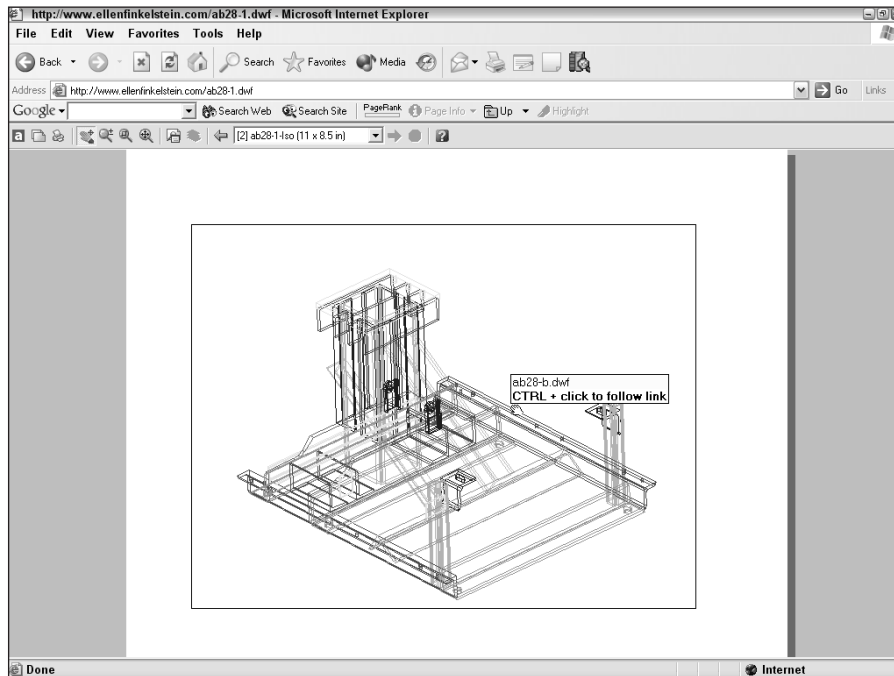 http://www.ellenfinkelstein.com/ab28-1.dwf - Microsoft Internet Explorer
File Edit View Favorites Tools Help
Back Search Favorites Media
Address http://www.ellenfinkelstein.com/ab28-1.dwf Go Links
Google Search Web Search Site PageRank Page Info Up Highlight
a [2] ab28-1-Iso (11 x 8.5 in) ?
ab28-b.dwf
CTRL + click to follow link
Done Internet